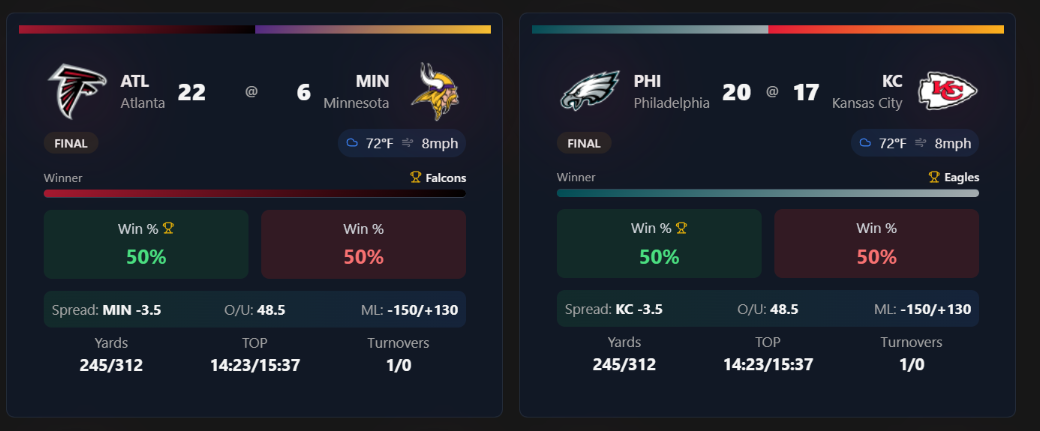 ATL 22 @ 6 MIN
Atlanta Minnesota
FINAL 72°F 8mph
Winner Falcons
Win % Win %
50% 50%
Spread: MIN -3.5 O/U: 48.5 ML: -150/+130
Yards TOP Turnovers
245/312 14:23/15:37 1/0
PHI 20 @ 17 KC
Philadelphia Kansas City
FINAL 72°F 8mph
Winner Eagles
Win % Win %
50% 50%
Spread: KC -3.5 O/U: 48.5 ML: -150/+130
Yards TOP Turnovers
245/312 14:23/15:37 1/0